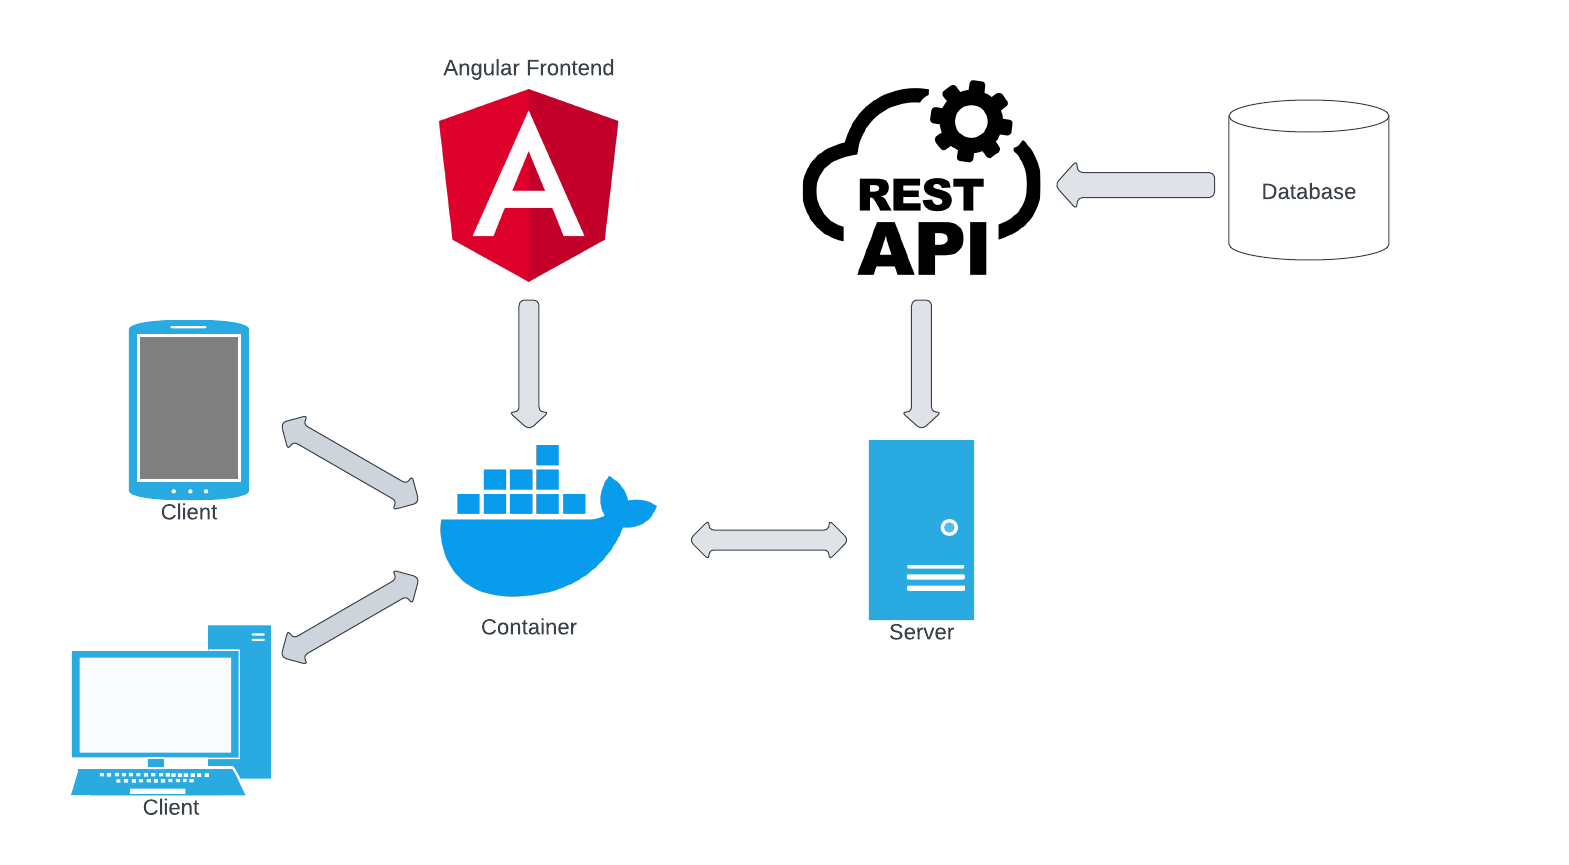 Angular Frontend
REST
API
Database
Client
Container
Server
Client